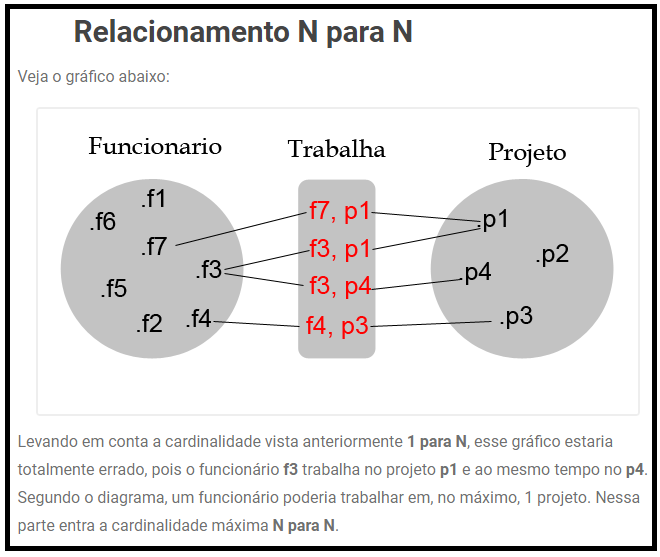 Relacionamento N para N
Veja o gráfico abaixo:
Funcionario
Trabalha
Projeto
.f1
.f6
.f7
.f3
.f5
.f2
.f4
f7, p1
f3, p1
f3, p4
f4, p3
.p1
.p2
.p4
.p3
Levando em conta a cardinalidade vista anteriormente 1 para N, esse gráfico estaria
totalmente errado, pois o funcionário f3 trabalha no projeto p1 e ao mesmo tempo no p4.
Segundo o diagrama, um funcionário poderia trabalhar em, no máximo, 1 projeto. Nessa
parte entra a cardinalidade máxima N para N.